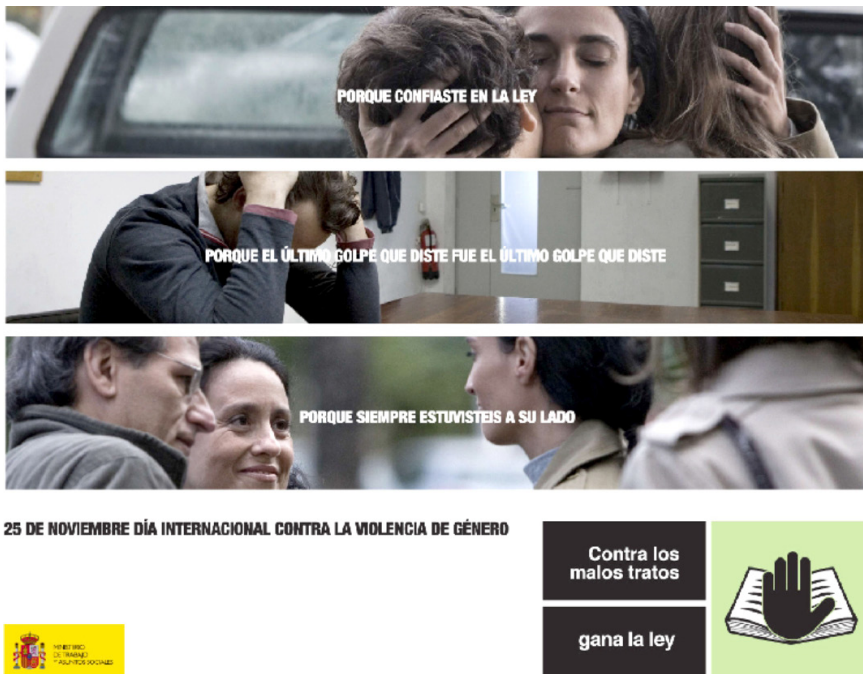 PORQUE CONFIASTE EN LA LEY
PORQUE EL ÚLTIMO GOLPE QUE DISTE FUE EL ÚLTIMO GOLPE QUE DISTE
PORQUE SIEMPRE ESTUVISTEIS A SU LADO
25 DE NOVIEMBRE DÍA INTERNACIONAL CONTRA LA VIOLENCIA DE GÉNERO
Contra los
malos tratos
gana la ley
MINISTERIO
DE TRABAJO
Y ASUNTOS SOCIALES